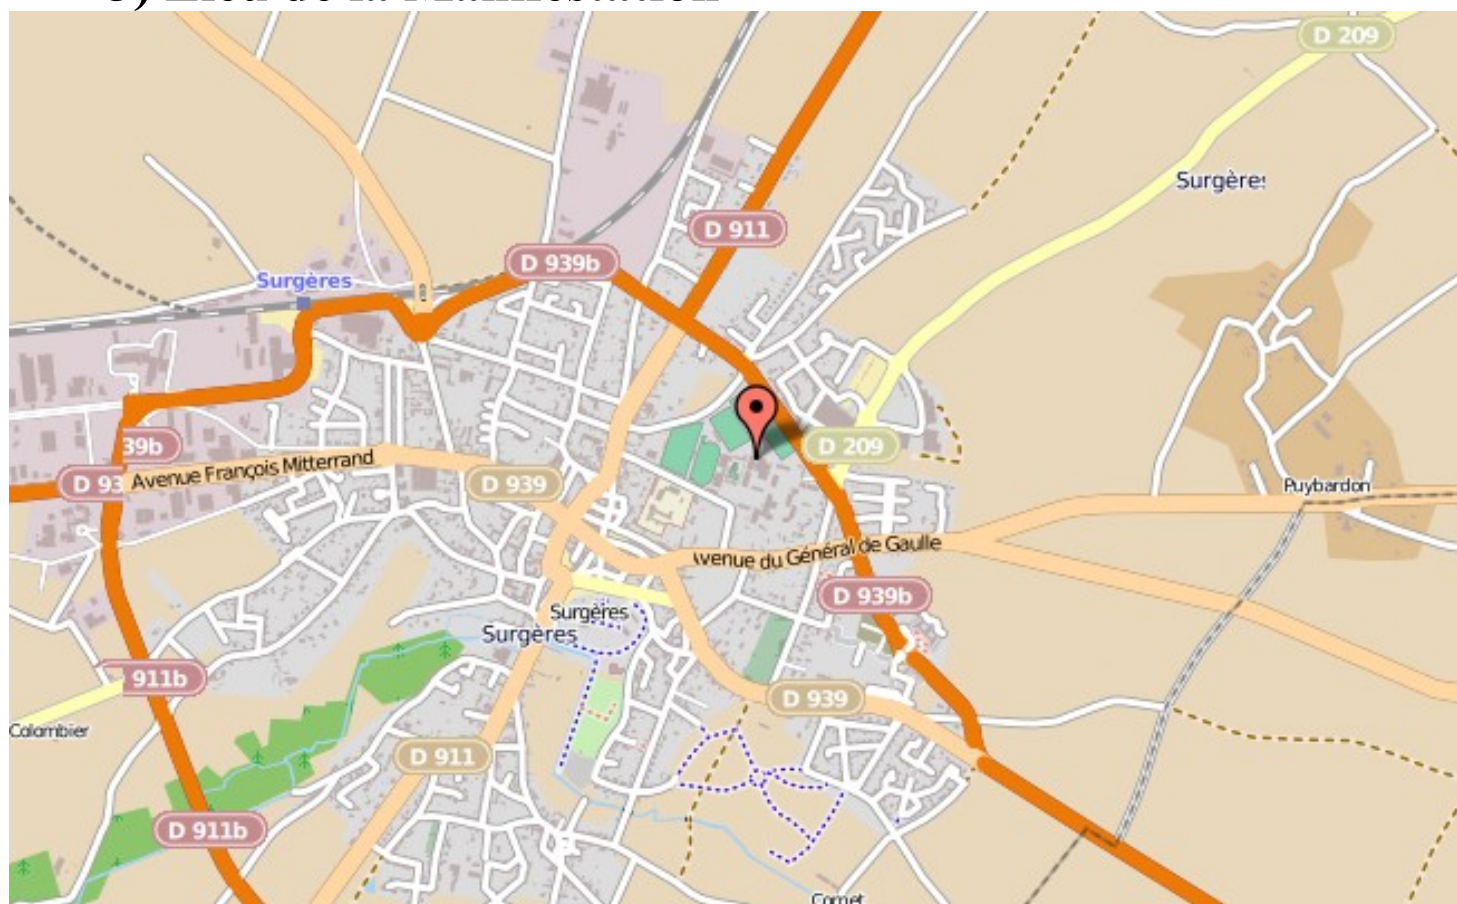 D 209
Surgères
D 911
D 939b
Surgères
39b
D 209
D 93
Avenue François Mitterrand
D 939
Puybardon
venue du Général de Gaulle
D 939b
Surgères
Surgères
911b
D 939
Colombier
D 911
D 911b